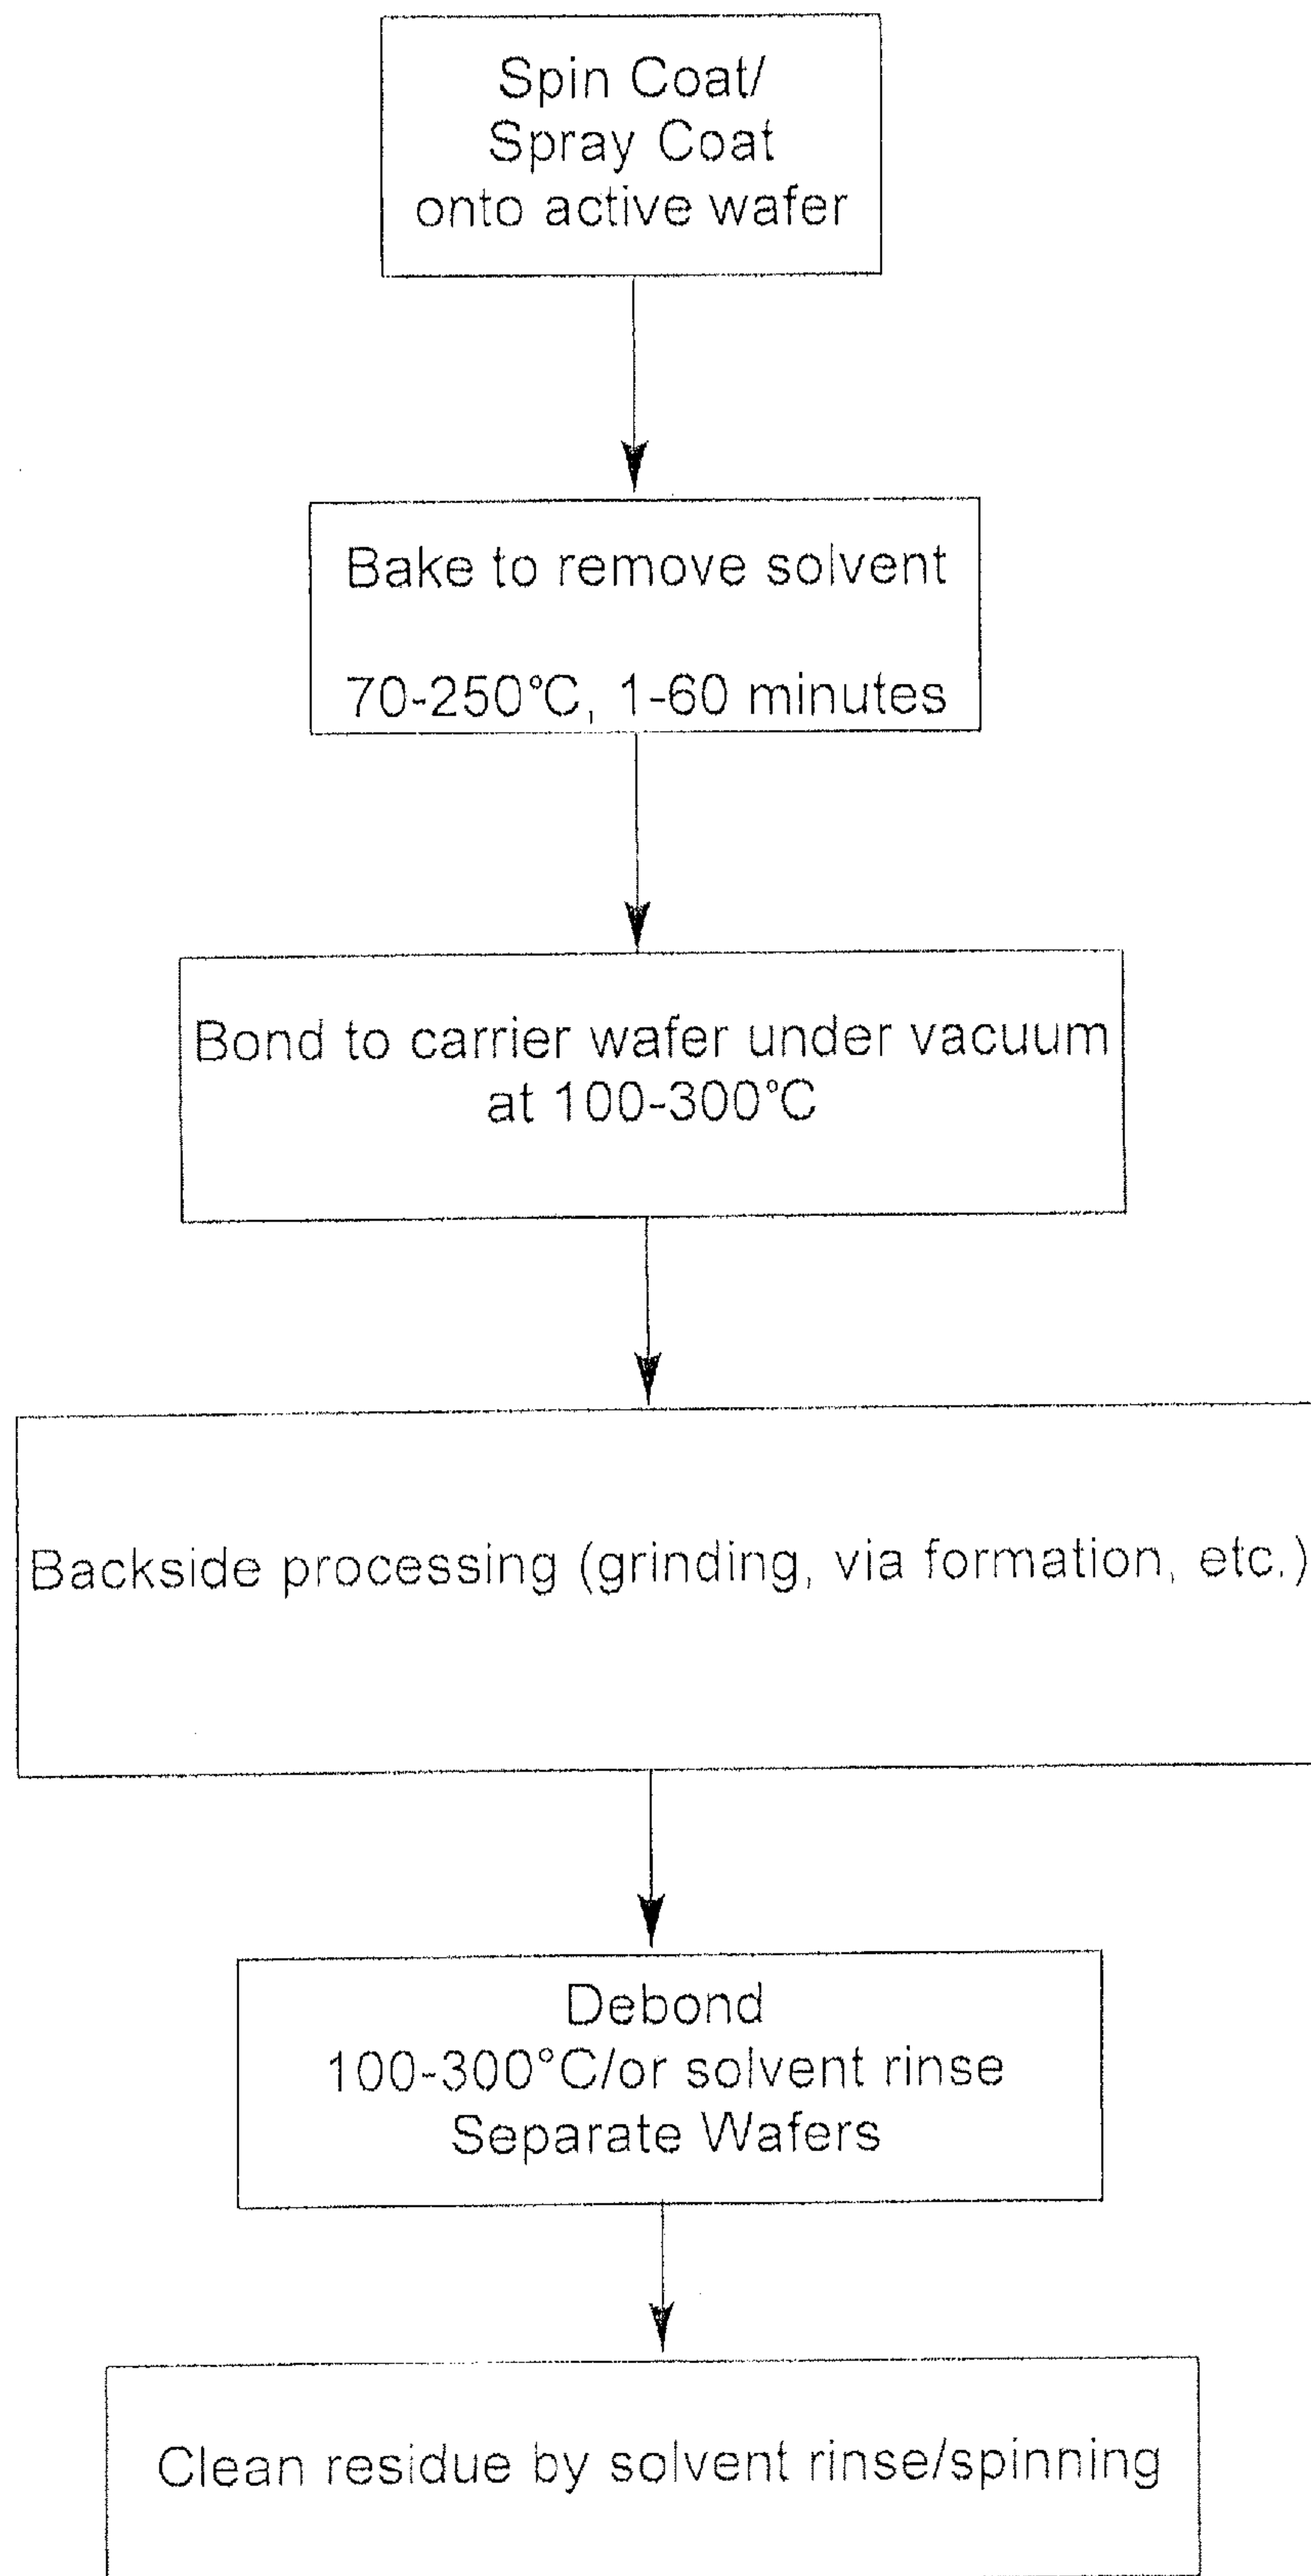 Spin Coat/
Spray Coat
onto active wafer
Bake to remove solvent
70-250°C, 1-60 minutes
Bond to carrier wafer under vacuum
at 100-300°C
Backside processing (grinding, via formation, etc.)
Debond
100-300°C/or solvent rinse
Separate Wafers
Clean residue by solvent rinse/spinning